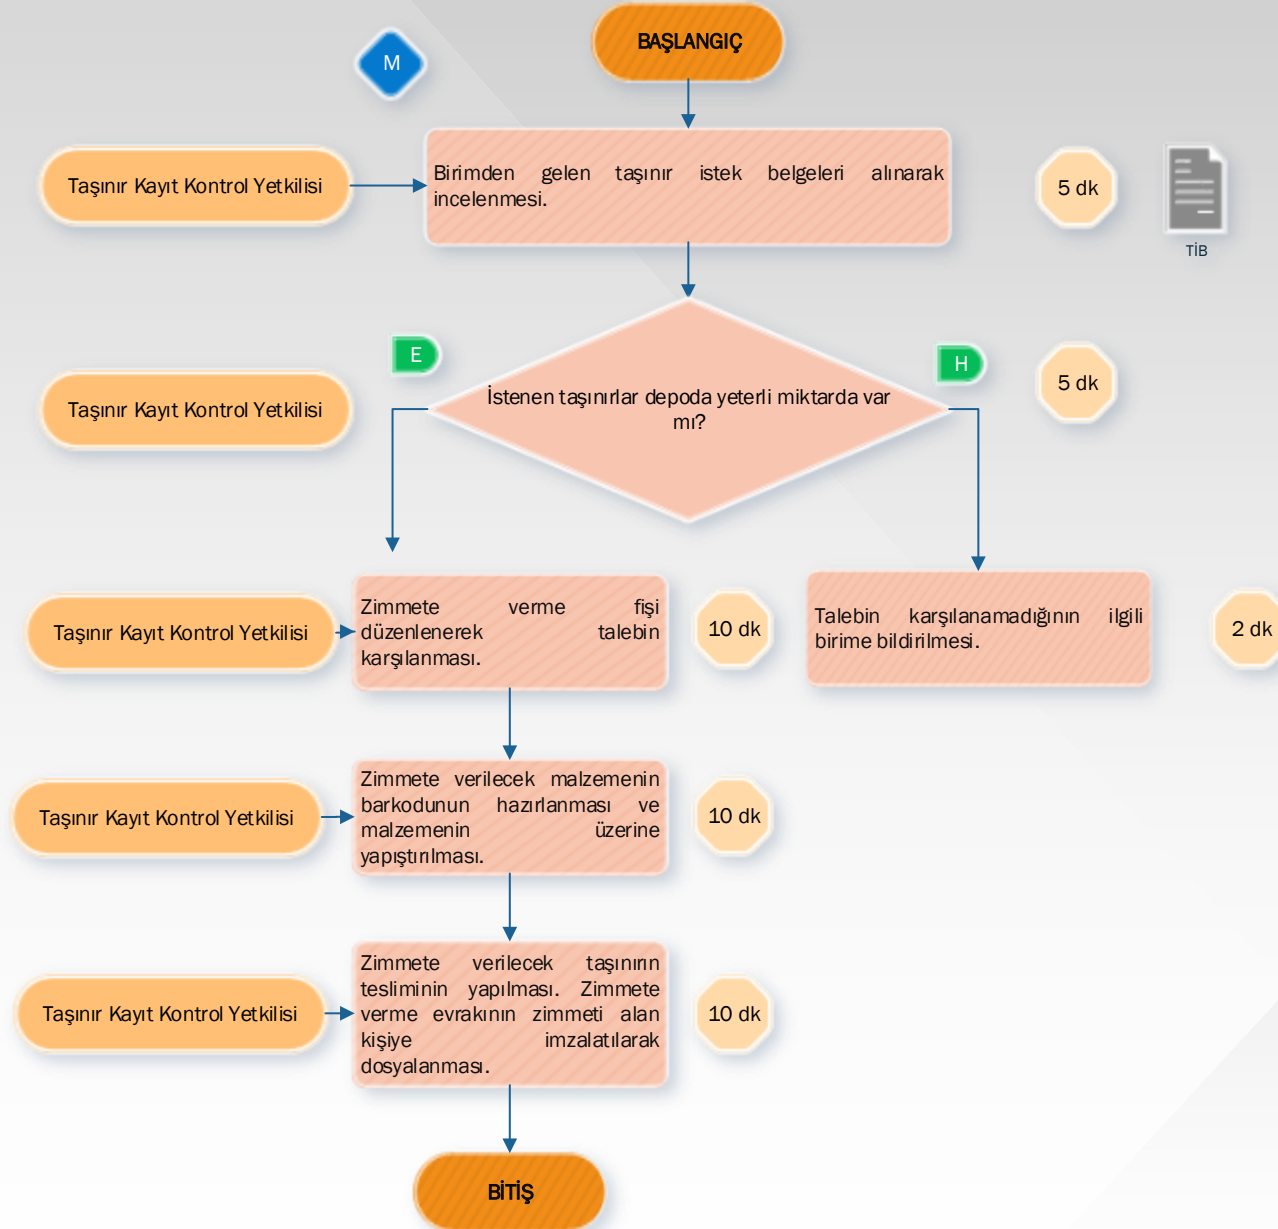 BAŞLANGIÇ
M
Taşınır Kayıt Kontrol Yetkilisi
Birimden gelen taşınır istek belgeleri alınarak
incelenmesi.
5 dk
TİB
E
H
Taşınır Kayıt Kontrol Yetkilisi
İstenen taşınırlar depoda yeterli miktarda var
mı?
5 dk
Taşınır Kayıt Kontrol Yetkilisi
Zimmete verme fişi
düzenlenerek talebin
karşılanması.
10 dk
Talebin karşılanamadığının ilgili
birime bildirilmesi.
2 dk
Taşınır Kayıt Kontrol Yetkilisi
Zimmete verilecek malzemenin
barkodunun hazırlanması ve
malzemenin üzerine
yapıştırılması.
10 dk
Taşınır Kayıt Kontrol Yetkilisi
Zimmete verilecek taşınırın
tesliminin yapılması. Zimmete
verme evrakının zimmeti alan
kişiye imzalatılarak
dosyalanması.
10 dk
BİTİŞ